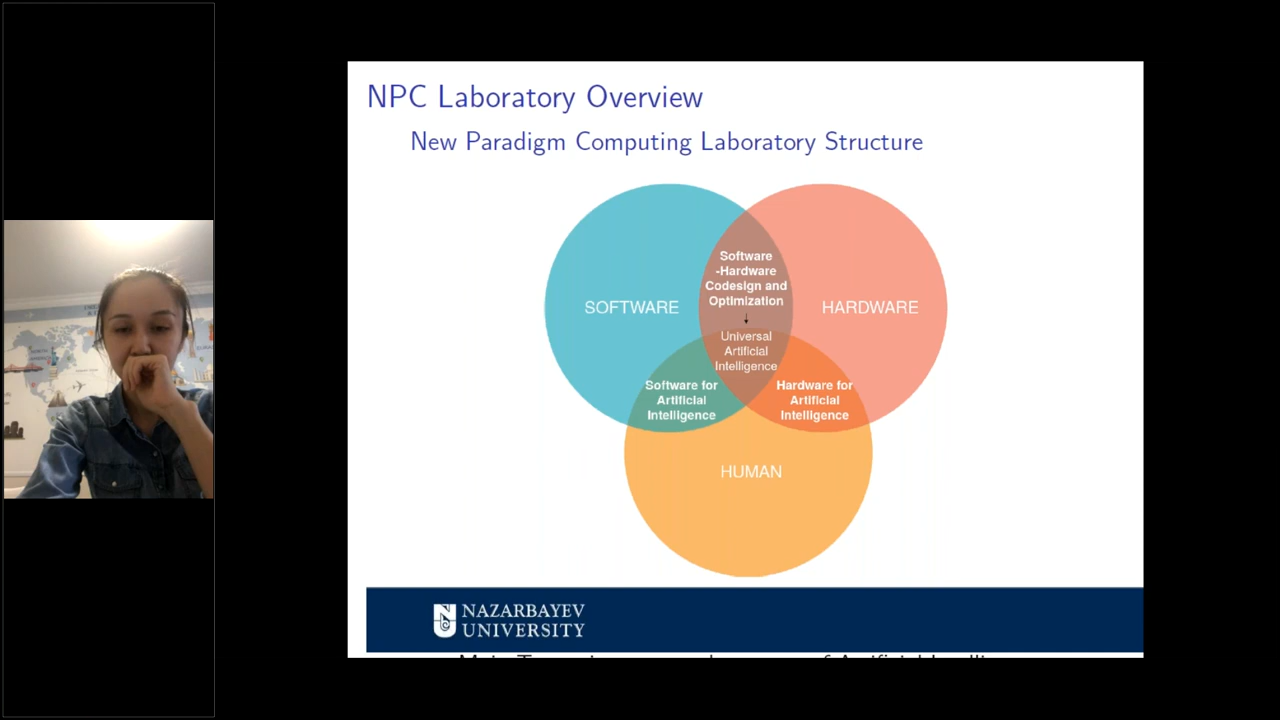 NPC Laboratory Overview
New Paradigm Computing Laboratory Structure
SOFTWARE
HARDWARE
Software
-Hardware
Codesign and
Optimization
Universal
Artificial
Intelligence
Software for
Artificial
Intelligence
Hardware for
Artificial
Intelligence
HUMAN
NAZARBAYEV
UNIVERSITY